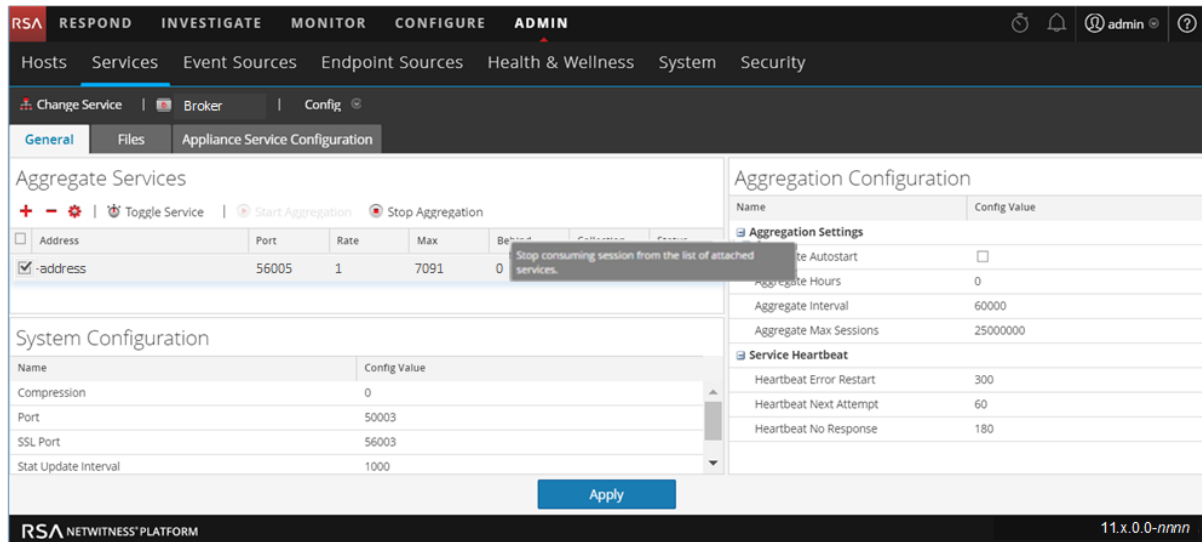 RSA RESPOND INVESTIGATE MONITOR CONFIGURE ADMIN admin
Hosts Services Event Sources Endpoint Sources Health & Wellness System Security
Change Service | Broker | Config
General Files Appliance Service Configuration
Aggregate Services
Toggle Service | Start Aggregation Stop Aggregation
Address Port Rate Max
-address 56005 1 7091 0
Stop consuming session from the list of attached
services.
System Configuration
Name Config Value
Compression 0
Port 50003
SSL Port 56003
Stat Update Interval 1000
Aggregation Configuration
Name Config Value
Aggregation Settings
Autostart
Aggregate Hours 0
Aggregate Interval 60000
Aggregate Max Sessions 25000000
Service Heartbeat
Heartbeat Error Restart 300
Heartbeat Next Attempt 60
Heartbeat No Response 180
Apply
RSA NETWITNESS® PLATFORM 11.x.0.0-nnnn